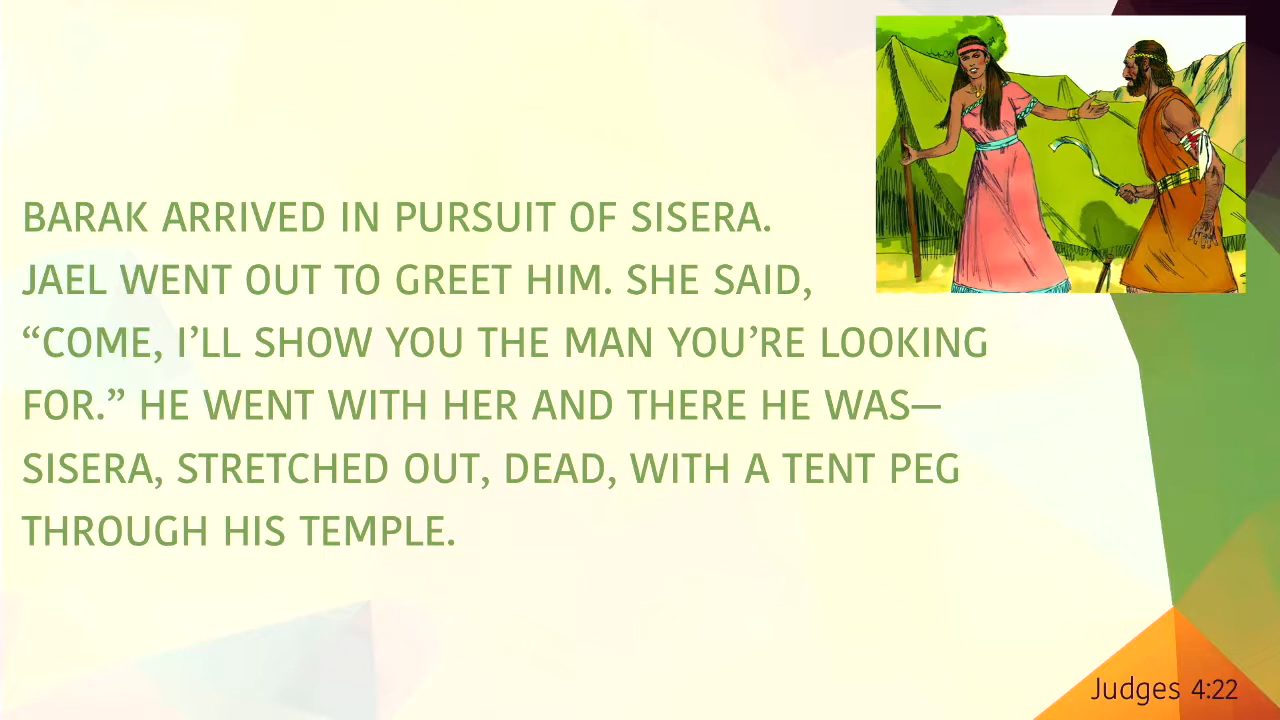 BARAK ARRIVED IN PURSUIT OF SISERA.
JAEL WENT OUT TO GREET HIM. SHE SAID,
“COME, I’LL SHOW YOU THE MAN YOU’RE LOOKING
FOR.” HE WENT WITH HER AND THERE HE WAS—
SISERA, STRETCHED OUT, DEAD, WITH A TENT PEG
THROUGH HIS TEMPLE.
Judges 4:22